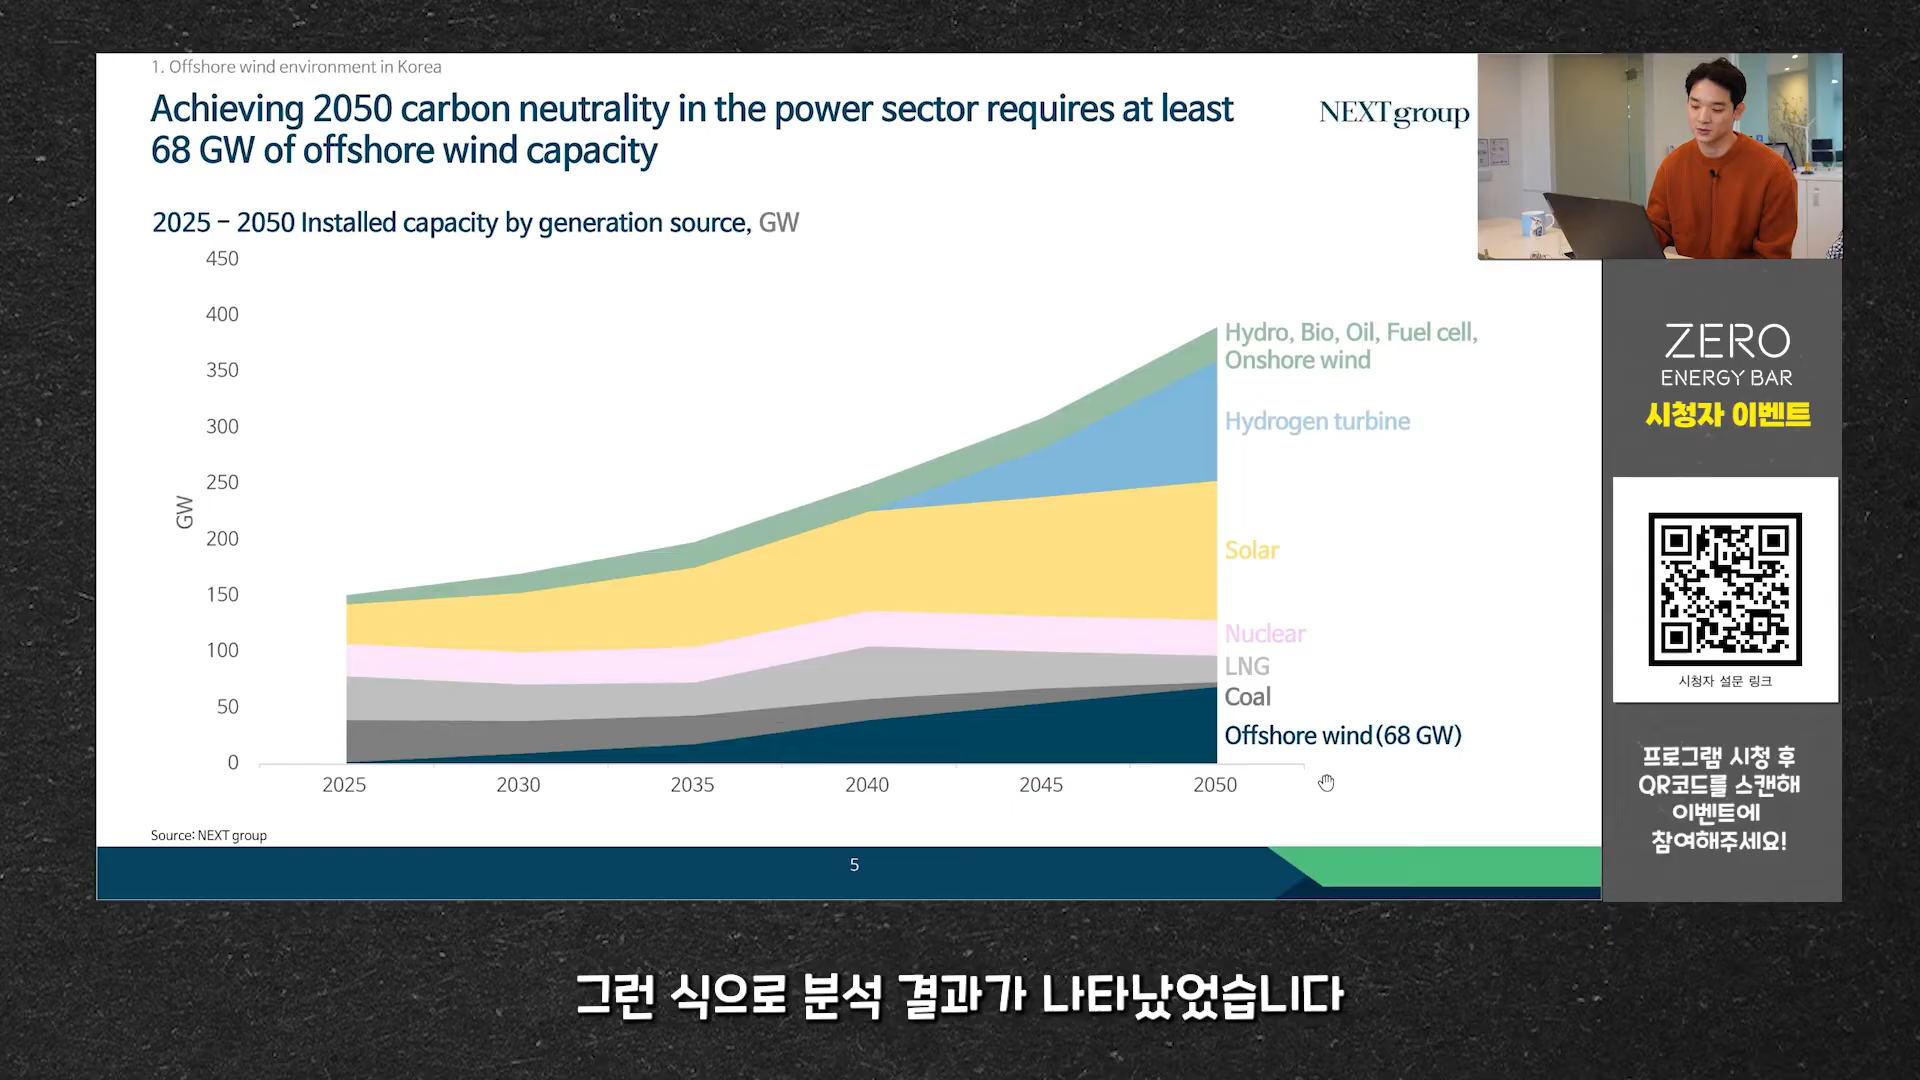 1. Offshore wind environment in Korea
Achieving 2050 carbon neutrality in the power sector requires at least
68 GW of offshore wind capacity
NEXT group
2025 – 2050 Installed capacity by generation source, GW
450
400
350
300
250
200
150
100
50
0
GW
2025
2030
2035
2040
2045
2050
Hydro, Bio, Oil, Fuel cell,
Onshore wind
Hydrogen turbine
Solar
Nuclear
LNG
Coal
Offshore wind (68 GW)
Source: NEXT group
5
ZERO
ENERGY BAR
시청자 이벤트
시청자 설문 링크
프로그램 시청 후
QR코드를 스캔해
이벤트에
참여해주세요!
그런 식으로 분석 결과가 나타났었습니다